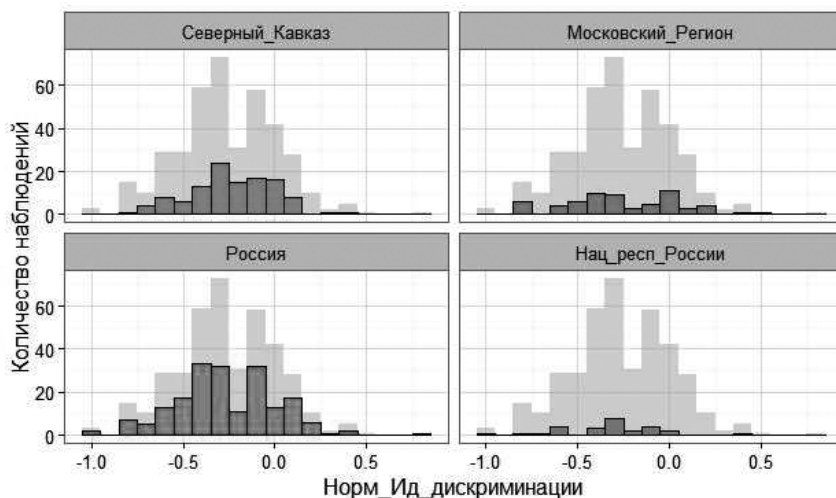 Северный_Кавказ
Московский_Регион
60
40
20
0
Россия
Нац_респ_России
60
40
20
0
Количество наблюдений
-1.0 -0.5 0.0 0.5 -1.0 -0.5 0.0 0.5
Норм_Ид_дискриминации